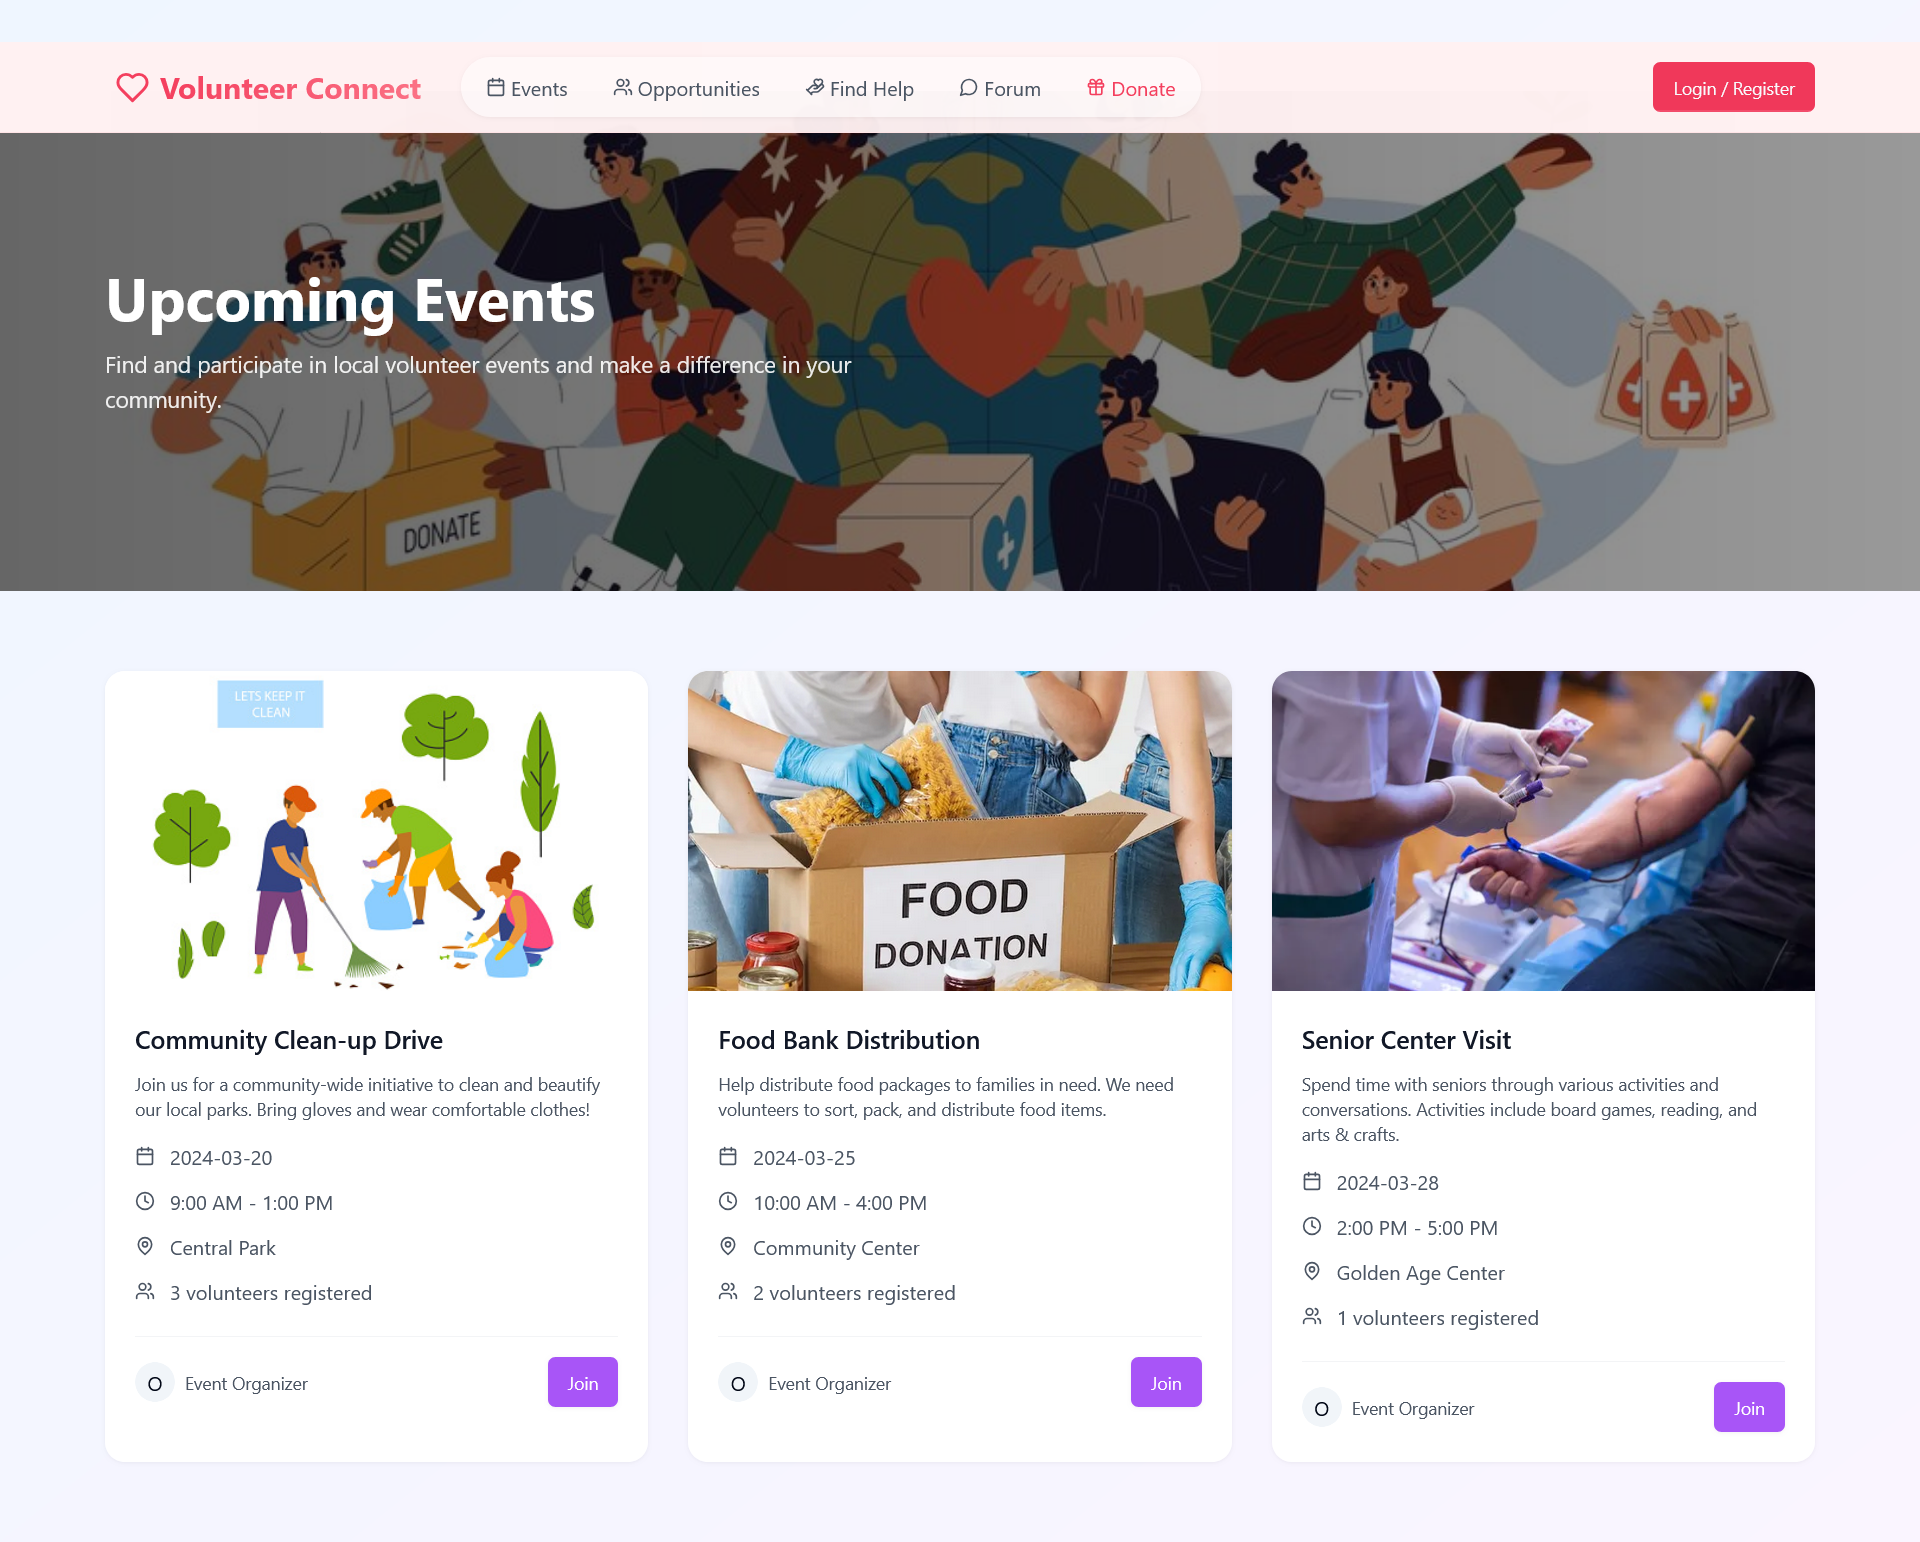 Volunteer Connect
Events
Opportunities
Find Help
Forum
Donate
Login / Register
Upcoming Events
Find and participate in local volunteer events and make a difference in your
community.
DONATE
LETS KEEP IT
CLEAN
FOOD
DONATION
Community Clean-up Drive
Join us for a community-wide initiative to clean and beautify
our local parks. Bring gloves and wear comfortable clothes!
2024-03-20
9:00 AM - 1:00 PM
Central Park
3 volunteers registered
O Event Organizer
Join
Food Bank Distribution
Help distribute food packages to families in need. We need
volunteers to sort, pack, and distribute food items.
2024-03-25
10:00 AM - 4:00 PM
Community Center
2 volunteers registered
O Event Organizer
Join
Senior Center Visit
Spend time with seniors through various activities and
conversations. Activities include board games, reading, and
arts & crafts.
2024-03-28
2:00 PM - 5:00 PM
Golden Age Center
1 volunteers registered
O Event Organizer
Join